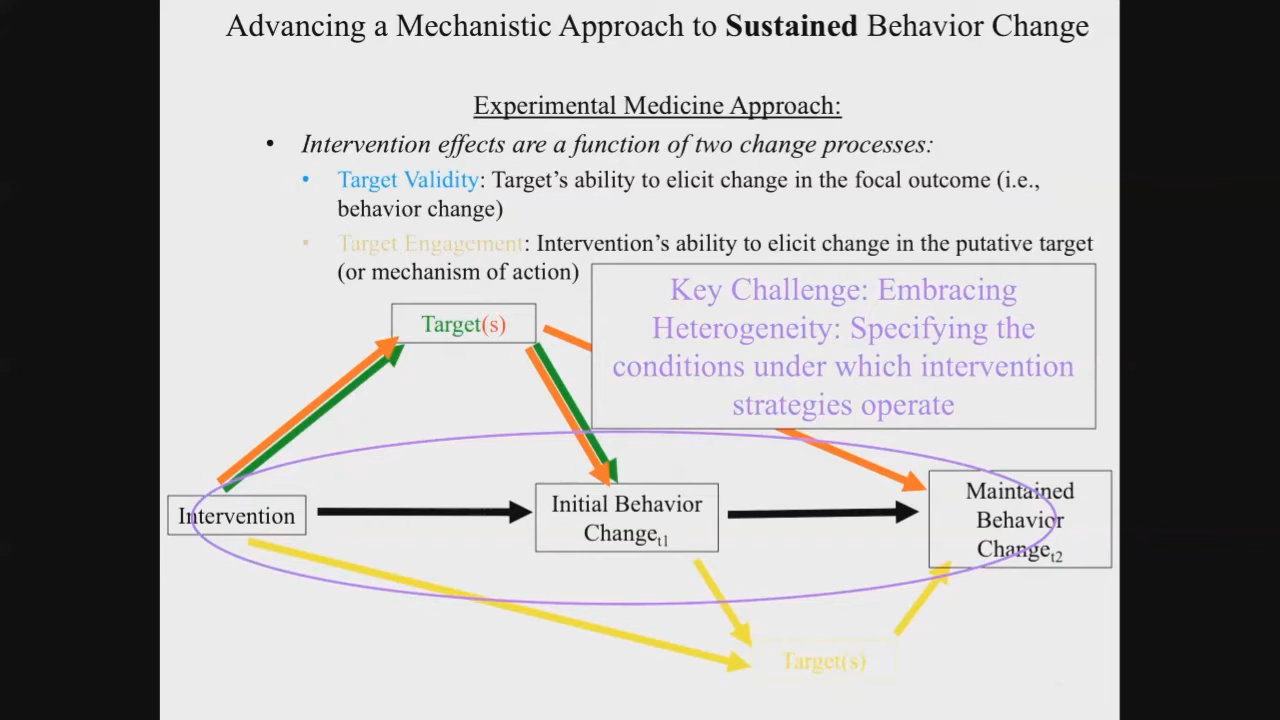 Advancing a Mechanistic Approach to Sustained Behavior Change
Experimental Medicine Approach:
• Intervention effects are a function of two change processes:
• Target Validity: Target's ability to elicit change in the focal outcome (i.e.,
behavior change)
• Target Engagement: Intervention's ability to elicit change in the putative target
(or mechanism of action)
Key Challenge: Embracing
Heterogeneity: Specifying the
conditions under which intervention
strategies operate
Target(s)
Intervention
Initial Behavior
Changet1
Maintained
Behavior
Changet2
Target(s)